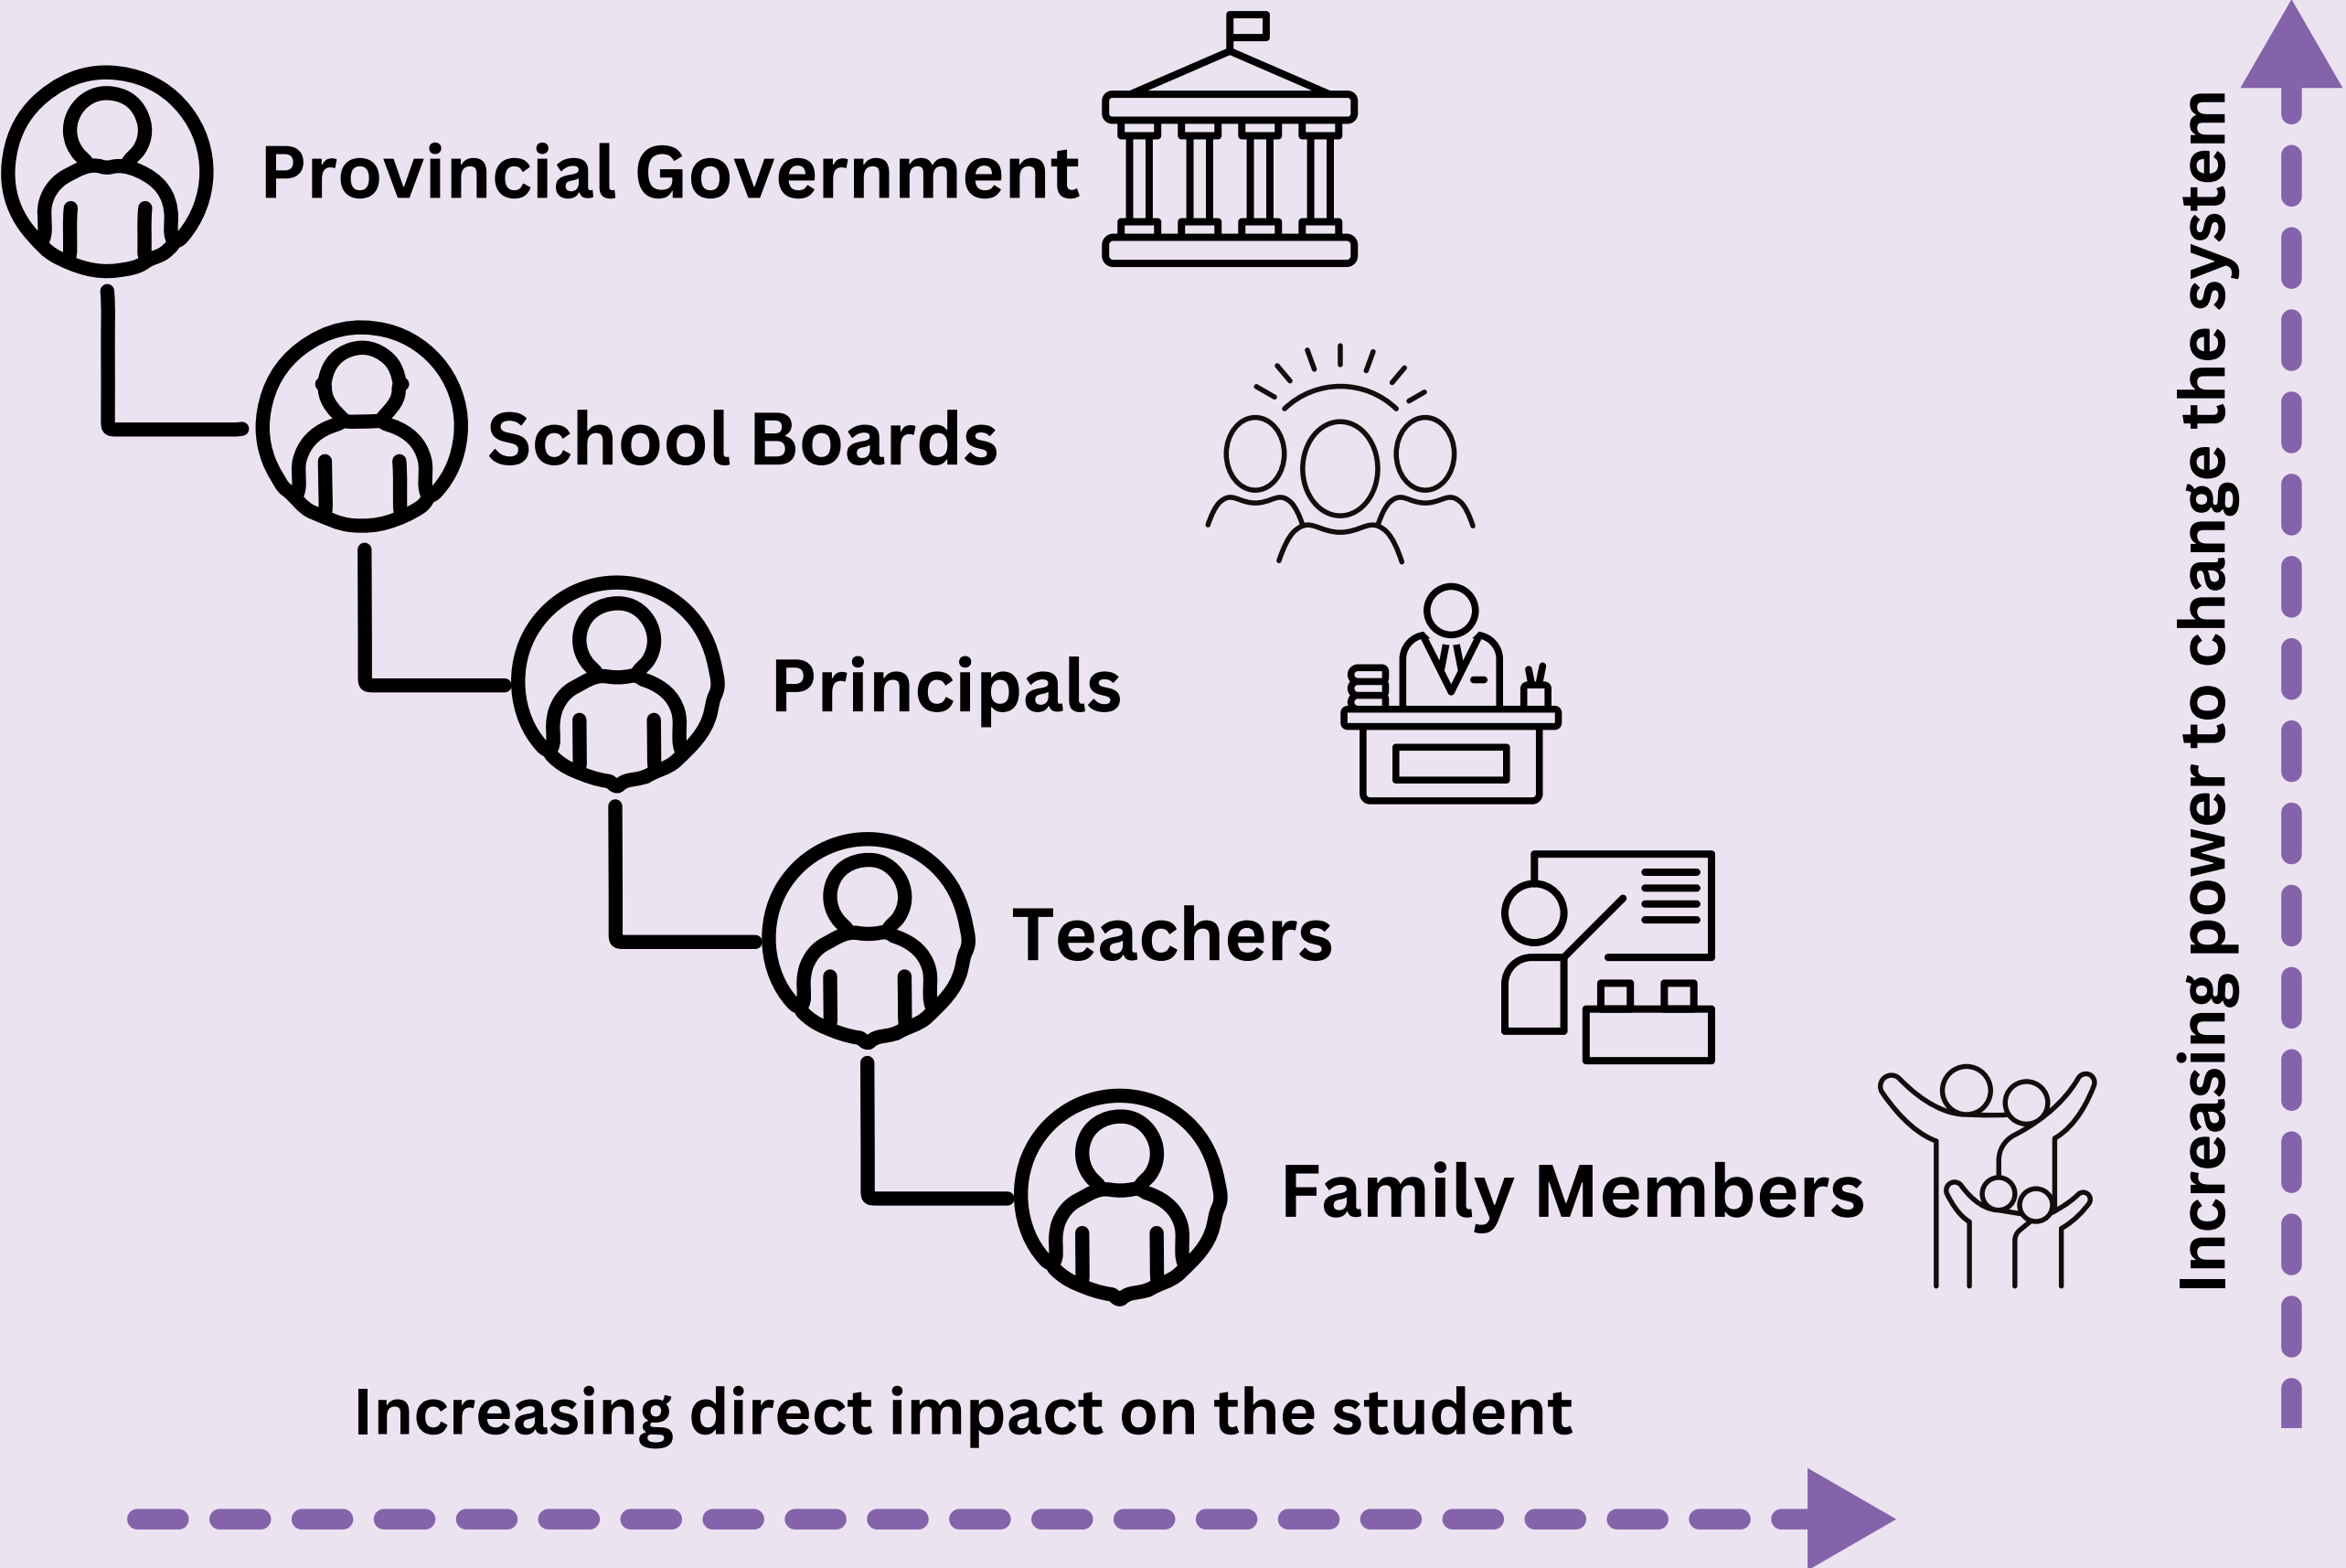 Provincial Government
School Boards
Principals
Teachers
Family Members
Increasing direct impact on the student
Increasing power to change the system